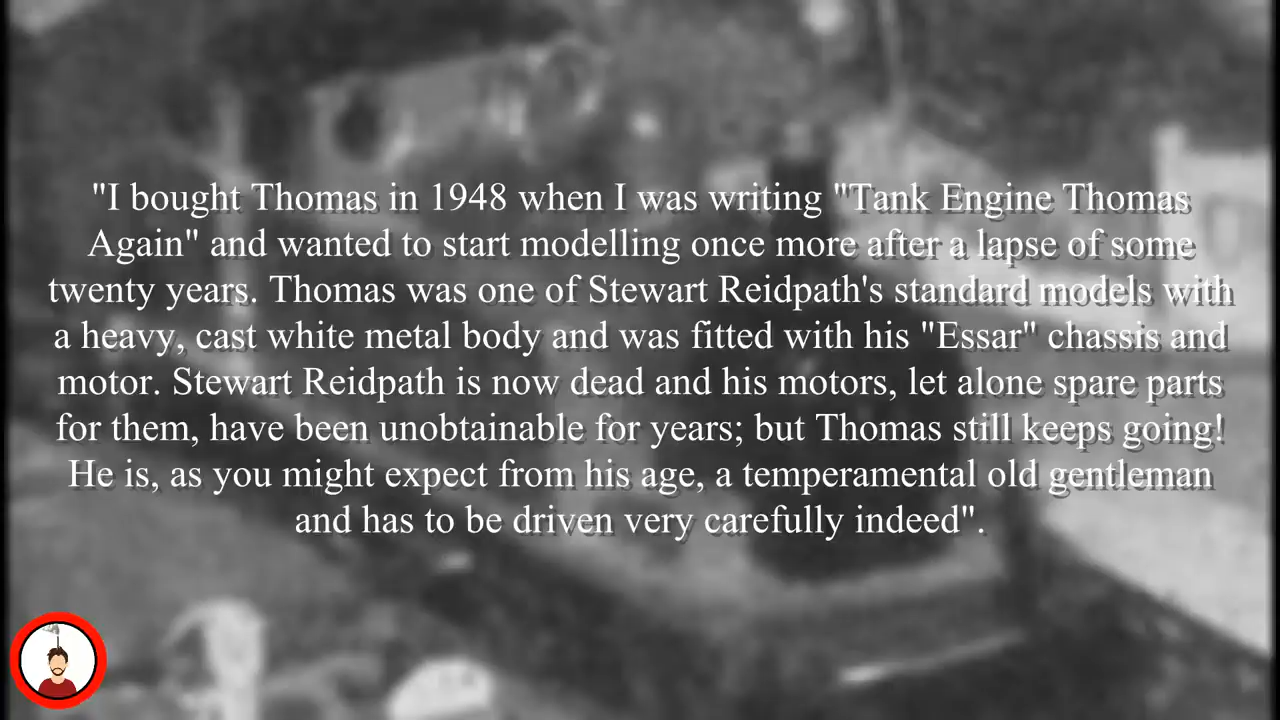 "I bought Thomas in 1948 when I was writing "Tank Engine Thomas
Again" and wanted to start modelling once more after a lapse of some
twenty years. Thomas was one of Stewart Reidpath's standard models with
a heavy, cast white metal body and was fitted with his "Essar" chassis and
motor. Stewart Reidpath is now dead and his motors, let alone spare parts
for them, have been unobtainable for years; but Thomas still keeps going!
He is, as you might expect from his age, a temperamental old gentleman
and has to be driven very carefully indeed".